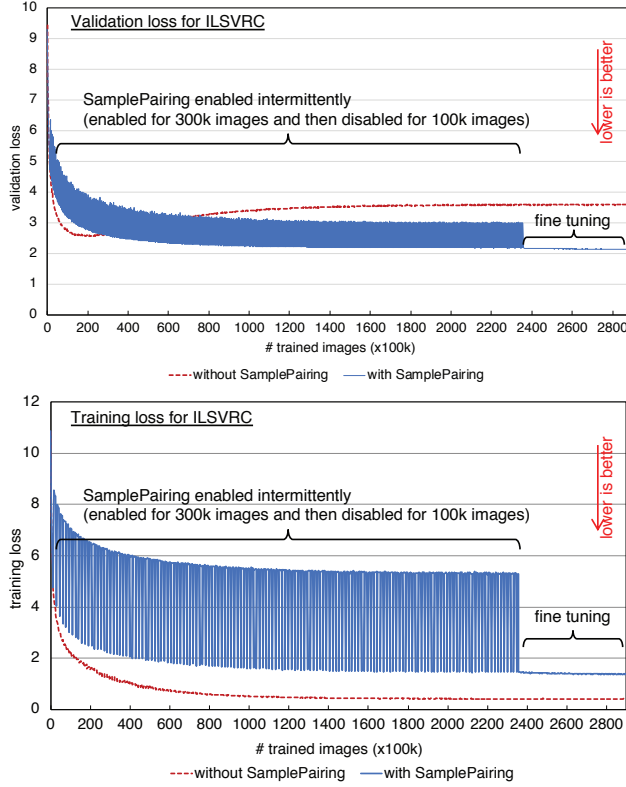 Validation loss for ILSVRC
10
9
8
7
6
5
4
3
2
1
0
validation loss
SamplePairing enabled intermittently
(enabled for 300k images and then disabled for 100k images)
lower is better
fine tuning
0 200 400 600 800 1000 1200 1400 1600 1800 2000 2200 2400 2600 2800
# trained images (x100k)
without SamplePairing with SamplePairing
Training loss for ILSVRC
12
10
8
6
4
2
0
training loss
SamplePairing enabled intermittently
(enabled for 300k images and then disabled for 100k images)
lower is better
fine tuning
0 200 400 600 800 1000 1200 1400 1600 1800 2000 2200 2400 2600 2800
# trained images (x100k)
without SamplePairing with SamplePairing